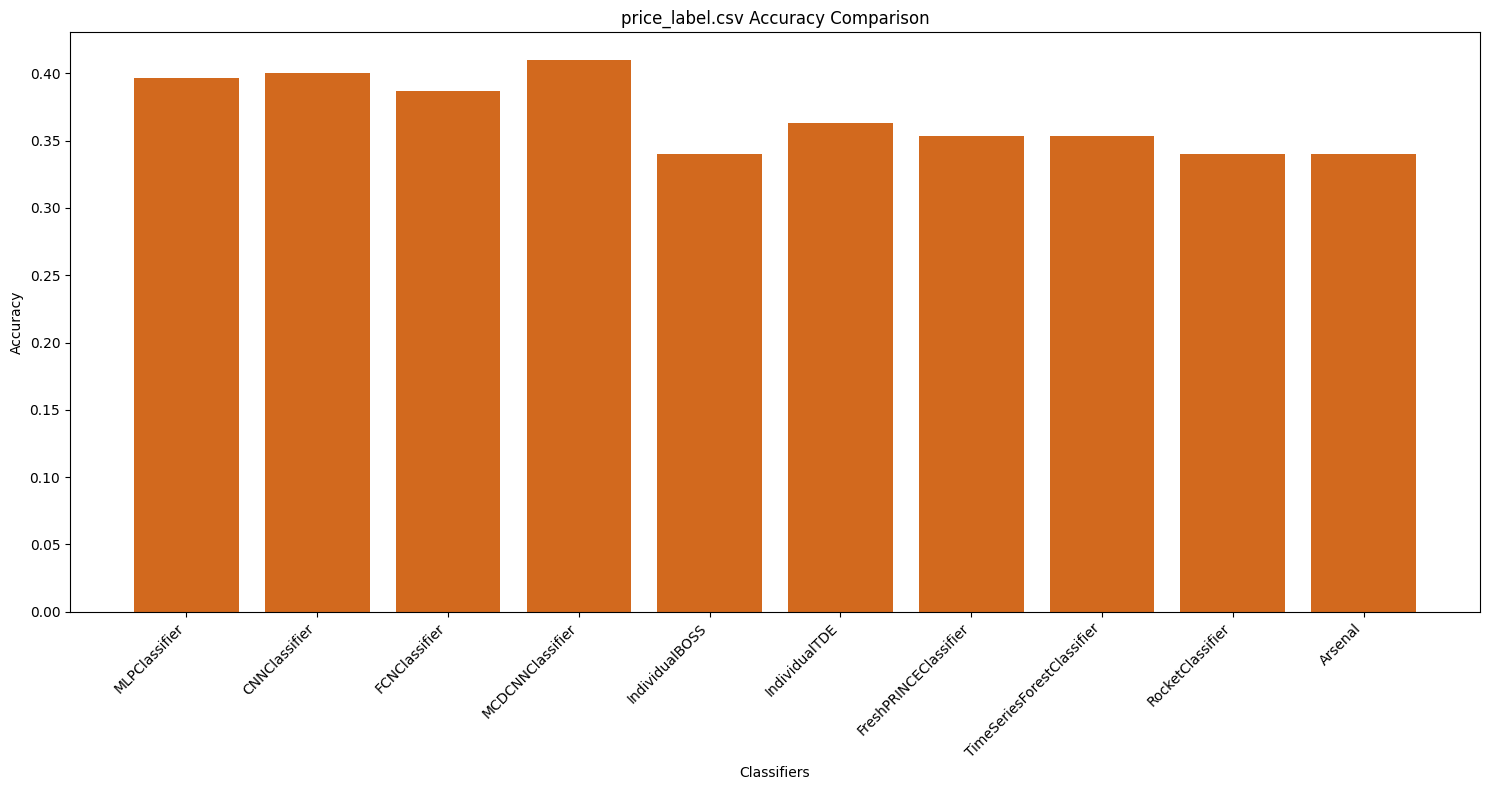 price_label.csv Accuracy Comparison
Accuracy
0.40
0.35
0.30
0.25
0.20
0.15
0.10
0.05
0.00
MLPClassifier
CNNClassifier
FCNClassifier
MCDCNNClassifier
IndividualBOSS
IndividualTDE
FreshPRINCEClassifier
TimeSeriesForestClassifier
RocketClassifier
Arsenal
Classifiers